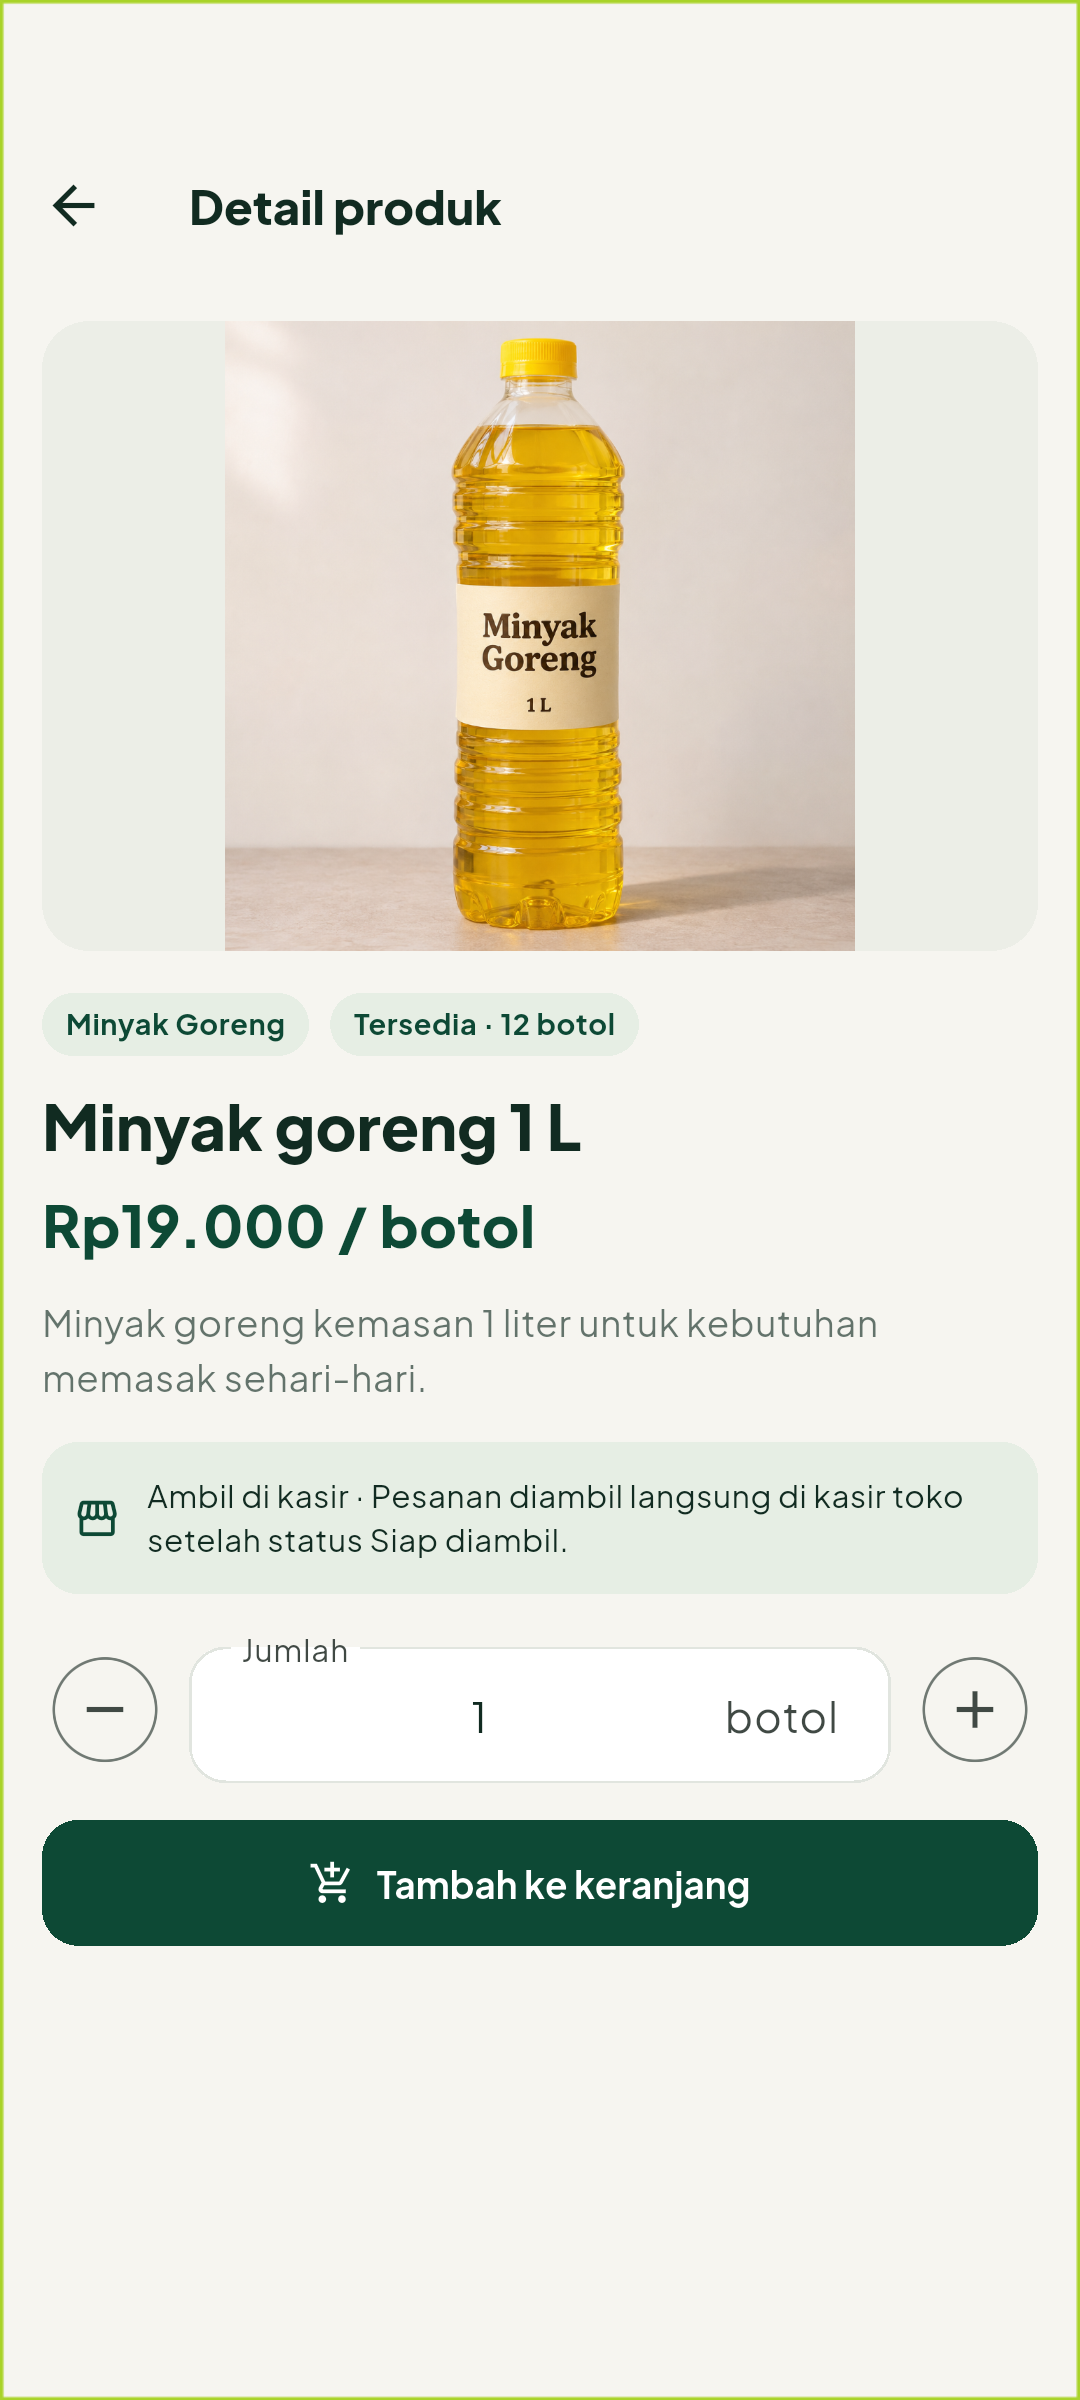 Detail produk
Minyak
Goreng
1 L
Minyak Goreng
Tersedia · 12 botol
Minyak goreng 1 L
Rp19.000 / botol
Minyak goreng kemasan 1 liter untuk kebutuhan
memasak sehari-hari.
Ambil di kasir · Pesanan diambil langsung di kasir toko
setelah status Siap diambil.
Jumlah
1 botol
Tambah ke keranjang